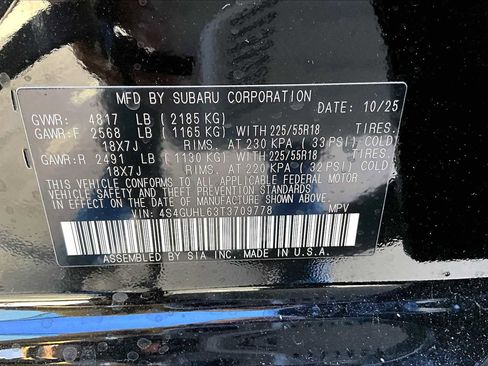 MFD BY SUBARU CORPORATION DATE: 10/25
GVWR: 4817 LB (2185 KG)
GAWR:F 2568 LB (1165 KG) WITH 225/55R18 TIRES.
18X7J RIMS. AT 230 KPA (33 PSI) COLD
GAWR:R 2491 LB (1130 KG) WITH 225/55R18 TIRES.
18X7J RIMS. AT 220 KPA (32 PSI) COLD
THIS VEHICLE CONFORMS TO ALL APPLICABLE FEDERAL MOTOR
VEHICLE SAFETY AND THEFT PREVENTION STANDARDS
IN EFFECT ON THE DATE OF MANUFACTURE SHOWN ABOVE.
VIN: 4S4GUHL63T3709778 MPV
ASSEMBLED BY SIA INC. MADE IN U.S.A.